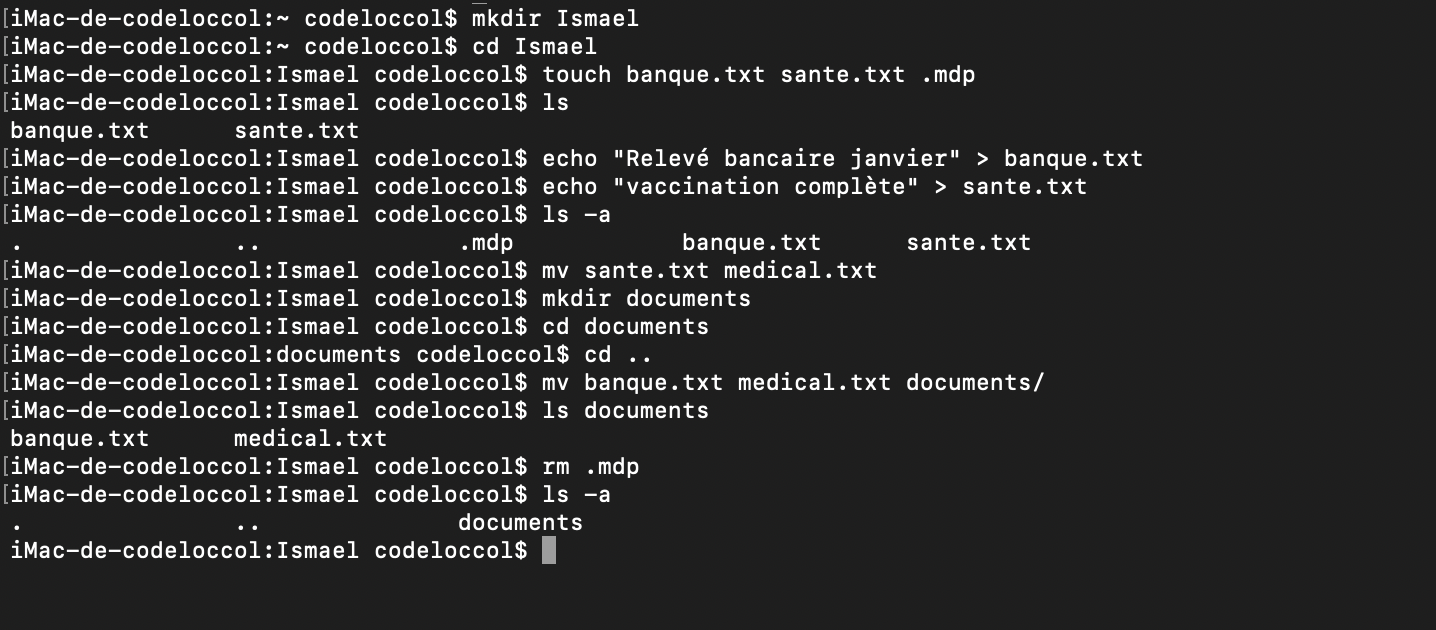 [iMac-de-codeloccol:~ codeloccol$ mkdir Ismael
[iMac-de-codeloccol:~ codeloccol$ cd Ismael
[iMac-de-codeloccol:Ismael codeloccol$ touch banque.txt sante.txt .mdp
[iMac-de-codeloccol:Ismael codeloccol$ ls
banque.txt      sante.txt
[iMac-de-codeloccol:Ismael codeloccol$ echo "Relevé bancaire janvier" > banque.txt
[iMac-de-codeloccol:Ismael codeloccol$ echo "vaccination complète" > sante.txt
[iMac-de-codeloccol:Ismael codeloccol$ ls -a
.               ..              .mdp            banque.txt      sante.txt
[iMac-de-codeloccol:Ismael codeloccol$ mv sante.txt medical.txt
[iMac-de-codeloccol:Ismael codeloccol$ mkdir documents
[iMac-de-codeloccol:Ismael codeloccol$ cd documents
[iMac-de-codeloccol:documents codeloccol$ cd ..
[iMac-de-codeloccol:Ismael codeloccol$ mv banque.txt medical.txt documents/
[iMac-de-codeloccol:Ismael codeloccol$ ls documents
banque.txt      medical.txt
[iMac-de-codeloccol:Ismael codeloccol$ rm .mdp
[iMac-de-codeloccol:Ismael codeloccol$ ls -a
.               ..              documents
iMac-de-codeloccol:Ismael codeloccol$